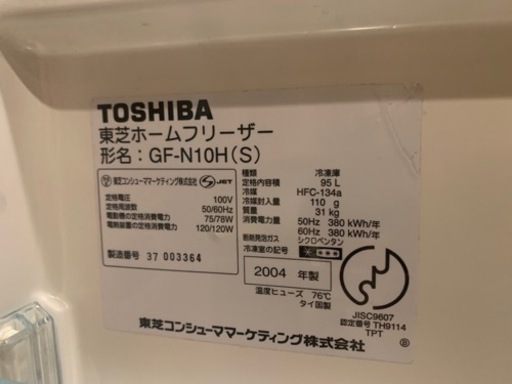 TOSHIBA
東芝ホームフリーザー
形名：GF-N10H(S)
東芝コンシューママーケティング株式会社 JET
定格電圧 100V
定格周波数 50/60Hz
電動機の定格消費電力 75/78W
電熱装置の定格消費電力 120/120W
製造番号 37 003364
種類 冷凍庫
定格内容積 95 L
冷媒 HFC-134a
冷媒封入量 110 g
質量 31 kg
消費電力量 50Hz 380 kWh/年
60Hz 380 kWh/年
断熱発泡ガス シクロペンタン
冷凍室の記号
2004 年製
温度ヒューズ 76℃
タイ国製
JISC9607
認定番号 TH9114
TPT
東芝コンシューママーケティング株式会社